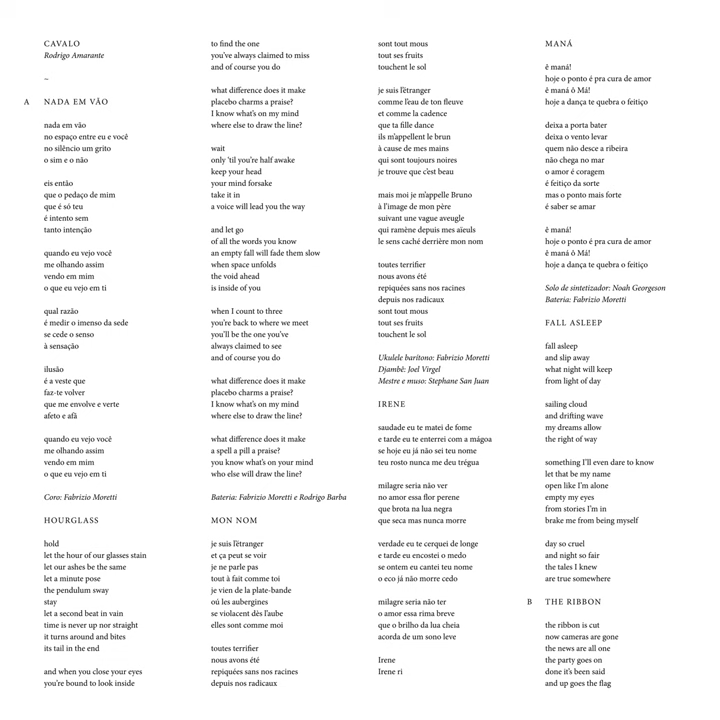 CAVALO
Rodrigo Amarante
~
A NADA EM VÃO
nada em vão
no espaço entre eu e você
no silêncio um grito
o sim e o não
eis então
que o pedaço de mim
que é só teu
é intento sem
tanto intenção
quando eu vejo você
me olhando assim
vendo em mim
o que eu vejo em ti
qual razão
é medir o imenso da sede
se cede o senso
à sensação
ilusão
é a veste que
faz-te volver
que me envolve e verte
afeto e afã
quando eu vejo você
me olhando assim
vendo em mim
o que eu vejo em ti
Coro: Fabrizio Moretti
HOURGLASS
hold
let the hour of our glasses stain
let our ashes be the same
let a minute pose
the pendulum sway
stay
let a second beat in vain
time is never up nor straight
it turns around and bites
its tail in the end
and when you close your eyes
you're bound to look inside
to find the one
you've always claimed to miss
and of course you do
what difference does it make
placebo charms a praise?
I know what's on my mind
where else to draw the line?
wait
only 'til you're half awake
keep your head
your mind forsake
take it in
a voice will lead you the way
and let go
of all the words you know
an empty fall will fade them slow
when space unfolds
the void ahead
is inside of you
when I count to three
you're back to where we meet
you'll be the one you've
always claimed to see
and of course you do
what difference does it make
placebo charms a praise?
I know what's on my mind
where else to draw the line?
what difference does it make
a spell a pill a praise?
you know what's on your mind
who else will draw the line?
Bateria: Fabrizio Moretti e Rodrigo Barba
MON NOM
je suis l'étranger
et ça peut se voir
je ne parle pas
tout à fait comme toi
je vien de la plate-bande
oú les aubergines
se violacent dès l'aube
elles sont comme moi
toutes terrifier
nous avons été
repiquées sans nos racines
depuis nos radicaux
sont tout mous
tout ses fruits
touchent le sol
je suis l'étranger
comme l'eau de ton fleuve
et comme la cadence
que ta fille dance
ils m'appellent le brun
à cause de mes mains
qui sont toujours noires
je trouve que c'est beau
mais moi je m'appelle Bruno
à l'image de mon père
suivant une vague aveugle
qui ramène depuis mes aïeuls
le sens caché derrière mon nom
toutes terrifier
nous avons été
repiquées sans nos racines
depuis nos radicaux
sont tout mous
tout ses fruits
touchent le sol
Ukulele barítono: Fabrizio Moretti
Djambê: Joel Virgel
Mestre e muso: Stephane San Juan
IRENE
saudade eu te matei de fome
e tarde eu te enterrei com a mágoa
se hoje eu já não sei teu nome
teu rosto nunca me deu trégua
milagre seria não ver
no amor essa flor perene
que brota na lua negra
que seca mas nunca morre
verdade eu te cerquei de longe
e tarde eu encostei o medo
se ontem eu cantei teu nome
o eco já não morre cedo
milagre seria não ter
o amor essa rima breve
que o brilho da lua cheia
acorda de um sono leve
Irene
Irene ri
MANÁ
ê maná!
hoje o ponto é pra cura de amor
ê maná ô Má!
hoje a dança te quebra o feitiço
deixa a porta bater
deixa o vento levar
quem não desce a ribeira
não chega no mar
o amor é coragem
é feitiço da sorte
mas o ponto mais forte
é saber se amar
ê maná!
hoje o ponto é pra cura de amor
ê maná ô Má!
hoje a dança te quebra o feitiço
Solo de sintetizador: Noah Georgeson
Bateria: Fabrizio Moretti
FALL ASLEEP
fall asleep
and slip away
what night will keep
from light of day
sailing cloud
and drifting wave
my dreams allow
the right of way
something I'll even dare to know
let that be my name
open like I'm alone
empty my eyes
from stories I'm in
brake me from being myself
day so cruel
and night so fair
the tales I knew
are true somewhere
B THE RIBBON
the ribbon is cut
now cameras are gone
the news are all one
the party goes on
done it's been said
and up goes the flag